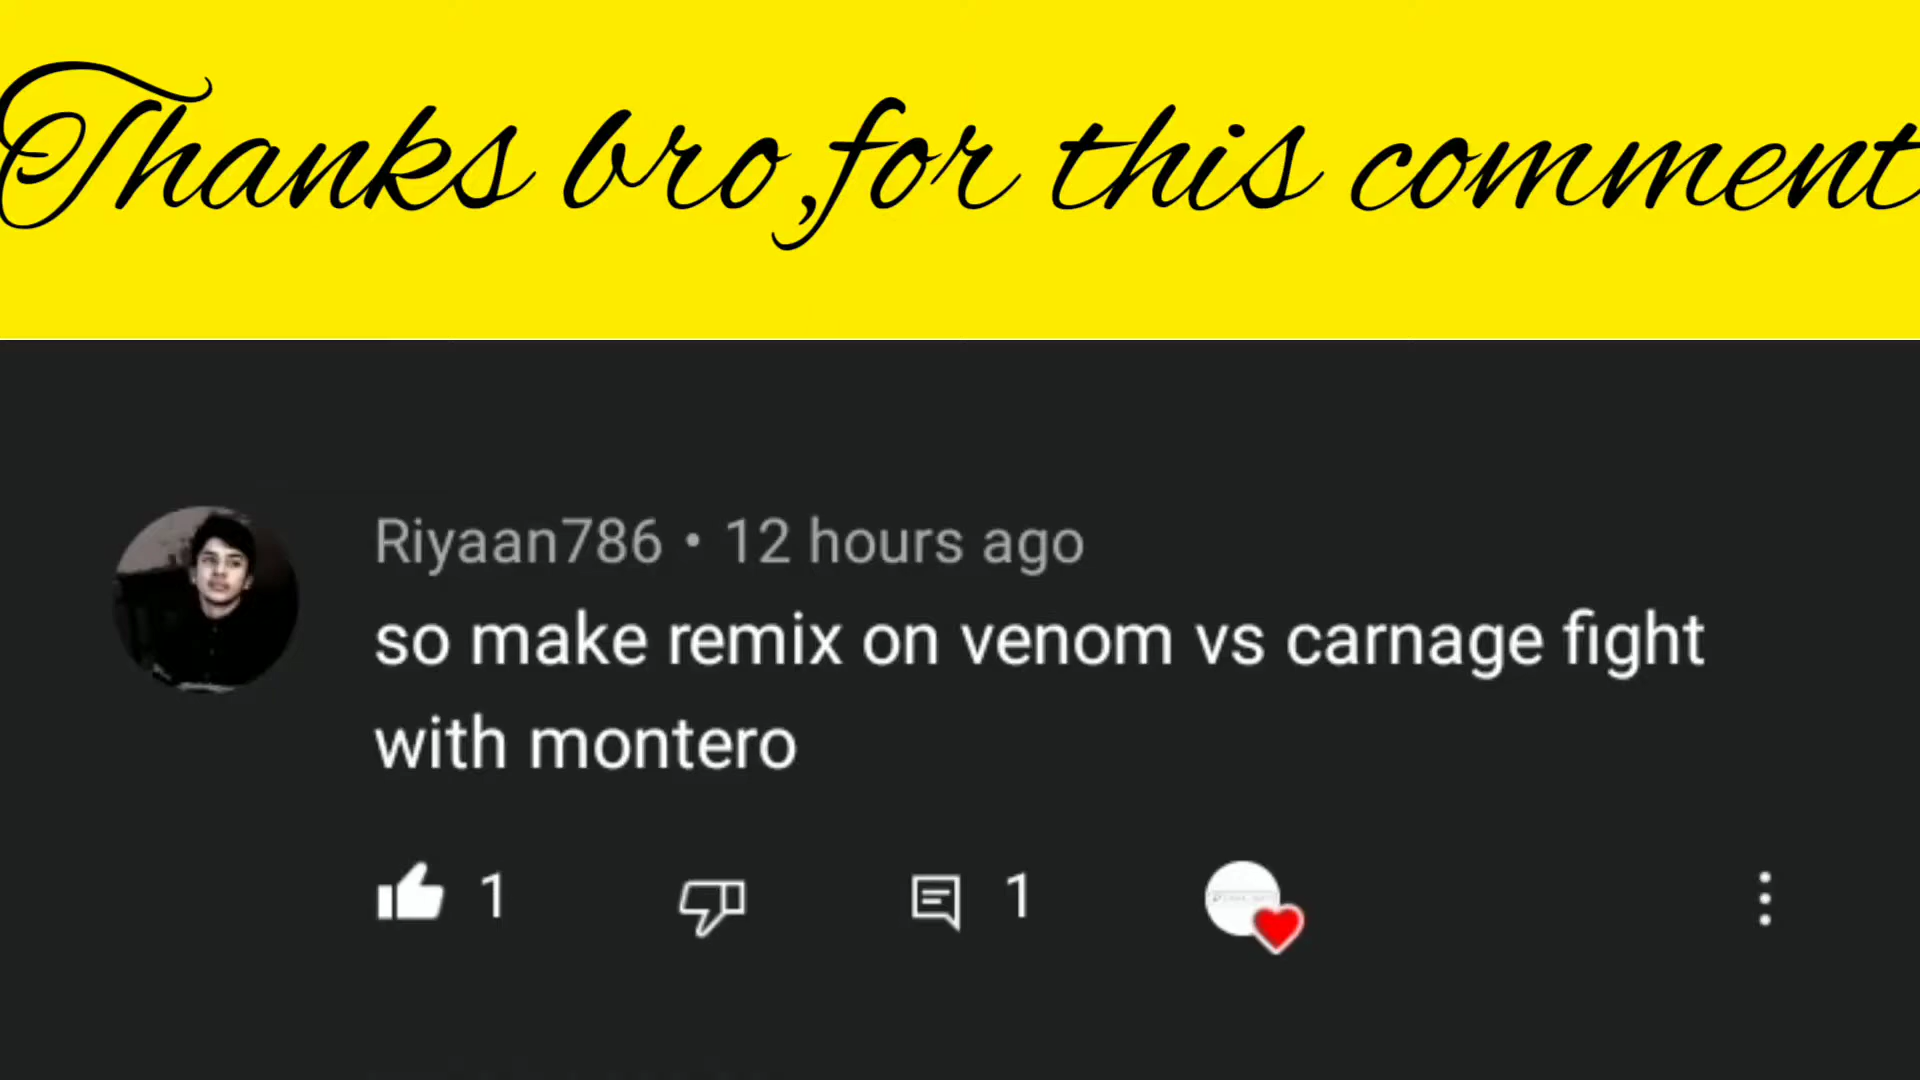 Thanks bro,for this comment
Riyaan786 • 12 hours ago
so make remix on venom vs carnage fight
with montero
1
1